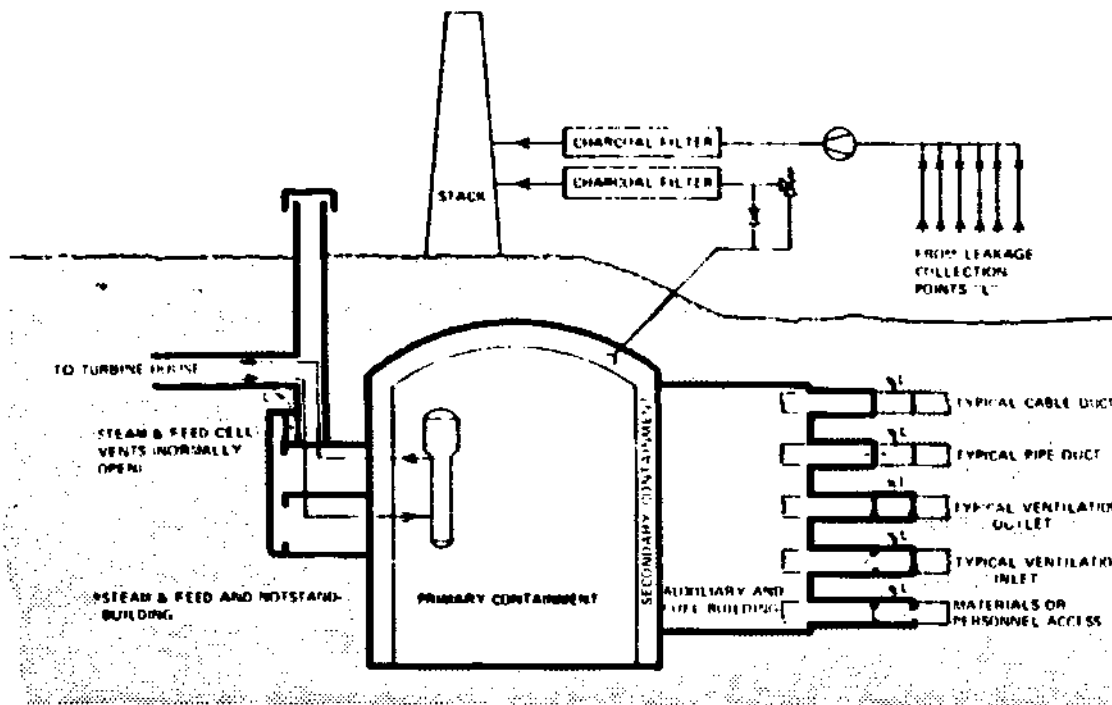 CHARCOAL FILTER
CHARCOAL FILTER
STACK
FROM LEAKAGE
COLLECTION
POINTS "L"
TO TURBINE HOUSE
STEAM & FEED CELL
VENTS (NORMALLY
OPEN)
STEAM & FEED AND NOTSTAND-
BUILDING
PRIMARY CONTAINMENT
SECONDARY CONTAINMENT
AUXILIARY AND
FUEL BUILDING
L
TYPICAL CABLE DUCT
L
TYPICAL PIPE DUCT
L
TYPICAL VENTILATION
OUTLET
L
TYPICAL VENTILATION
INLET
L
MATERIALS OR
PERSONNEL ACCESS